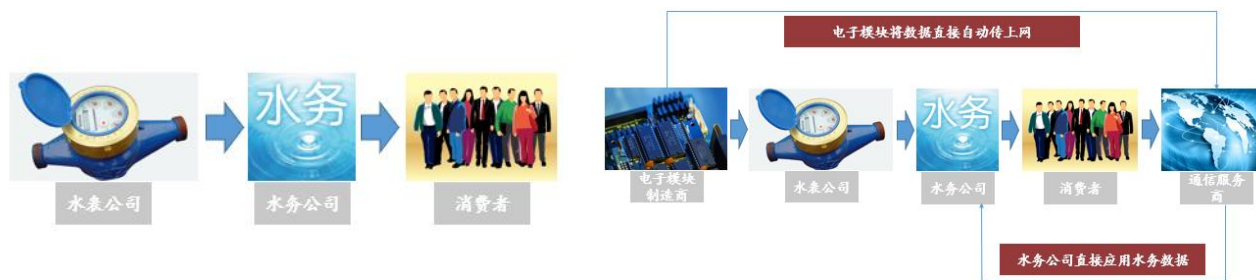 水务
水表公司
水务公司
消费者
电子模块将数据直接自动传上网
水务
电子模块
制造商
水表公司
水务公司
消费者
通信服务
商
水务公司直接应用水务数据